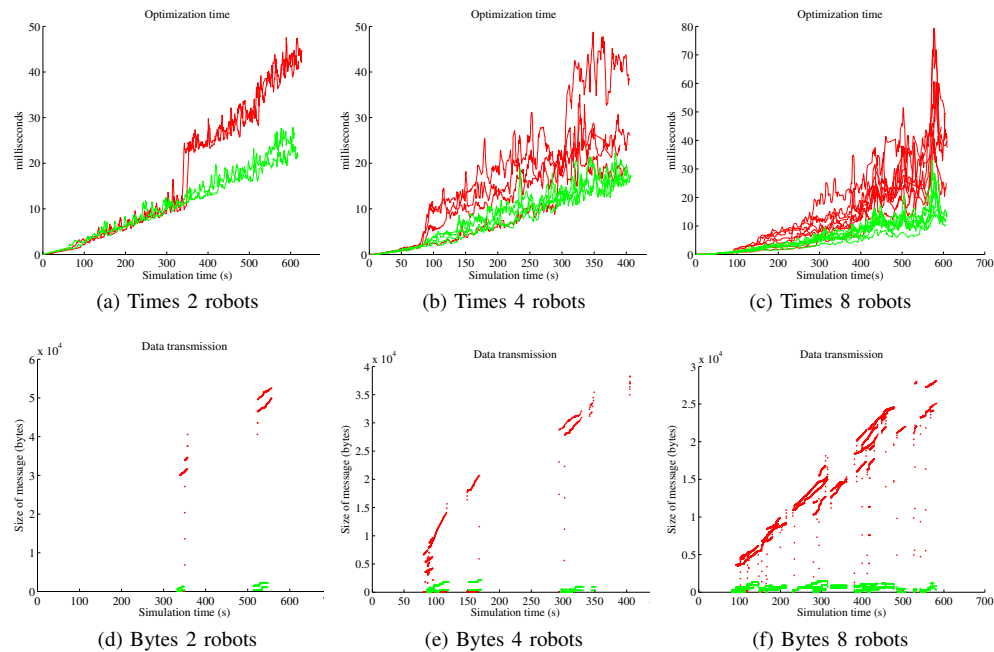 Optimization time
50
40
30
20
10
0
milliseconds
0 100 200 300 400 500 600
Simulation time (s)
(a) Times 2 robots
Optimization time
50
40
30
20
10
0
milliseconds
0 50 100 150 200 250 300 350 400
Simulation time (s)
(b) Times 4 robots
Optimization time
80
70
60
50
40
30
20
10
0
milliseconds
0 100 200 300 400 500 600 700
Simulation time(s)
(c) Times 8 robots
Data transmission
x 10^4
6
5
4
3
2
1
0
Size of message (bytes)
0 100 200 300 400 500 600
Simulation time (s)
(d) Bytes 2 robots
Data transmission
x 10^4
4
3.5
3
2.5
2
1.5
1
0.5
0
Size of message (bytes)
0 50 100 150 200 250 300 350 400
Simulation time (s)
(e) Bytes 4 robots
Data transmission
x 10^4
3
2.5
2
1.5
1
0.5
0
Size of message (bytes)
0 100 200 300 400 500 600 700
Simulation time (s)
(f) Bytes 8 robots